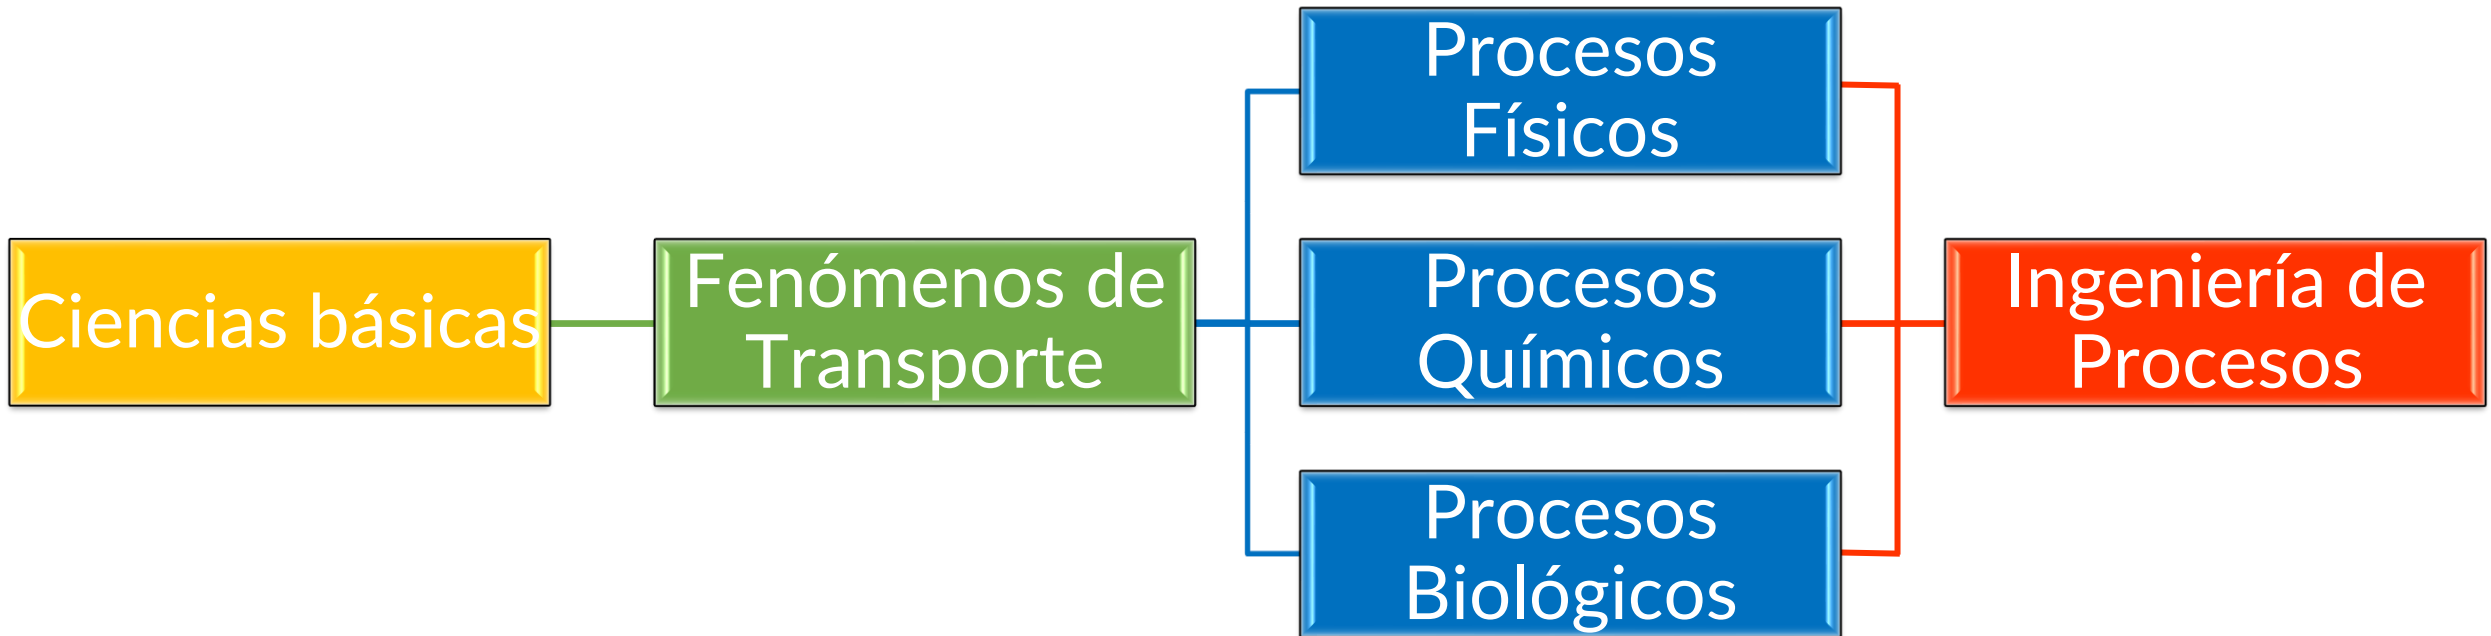 Ciencias básicas
Fenómenos de
Transporte
Procesos
Físicos
Procesos
Químicos
Procesos
Biológicos
Ingeniería de
Procesos